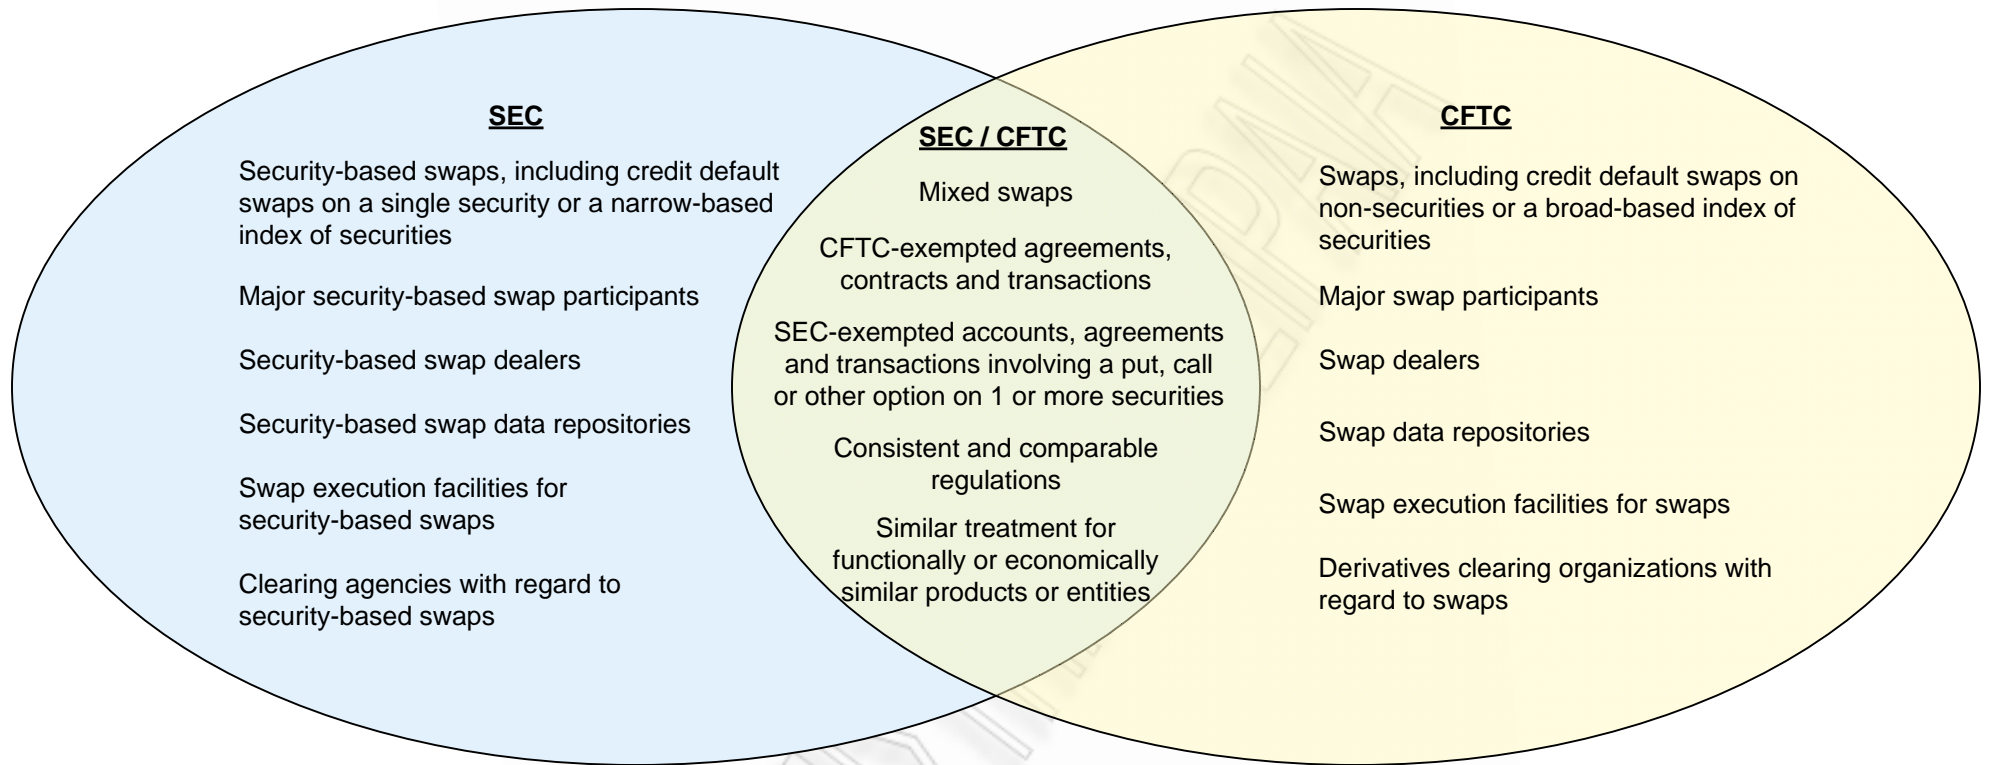 SEC
Security-based swaps, including credit default
swaps on a single security or a narrow-based
index of securities
Major security-based swap participants
Security-based swap dealers
Security-based swap data repositories
Swap execution facilities for
security-based swaps
Clearing agencies with regard to
security-based swaps
SEC / CFTC
Mixed swaps
CFTC-exempted agreements,
contracts and transactions
SEC-exempted accounts, agreements
and transactions involving a put, call
or other option on 1 or more securities
Consistent and comparable
regulations
Similar treatment for
functionally or economically
similar products or entities
CFTC
Swaps, including credit default swaps on
non-securities or a broad-based index of
securities
Major swap participants
Swap dealers
Swap data repositories
Swap execution facilities for swaps
Derivatives clearing organizations with
regard to swaps